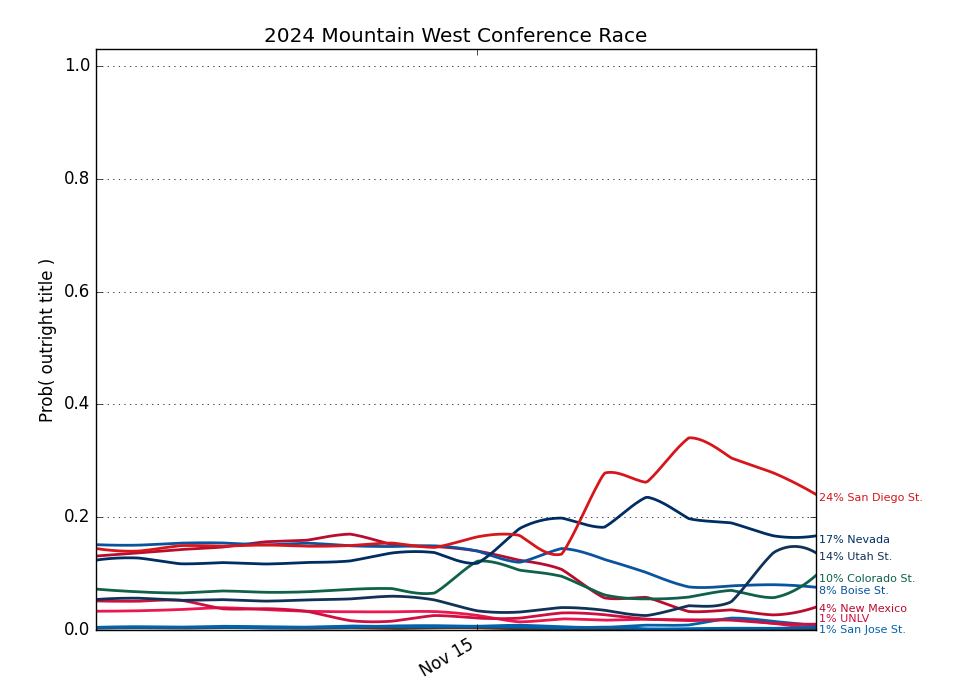 2024 Mountain West Conference Race
Prob( outright title )
1.0
0.8
0.6
0.4
0.2
0.0
Nov 15
24% San Diego St.
17% Nevada
14% Utah St.
10% Colorado St.
8% Boise St.
4% New Mexico
1% UNLV
1% San Jose St.